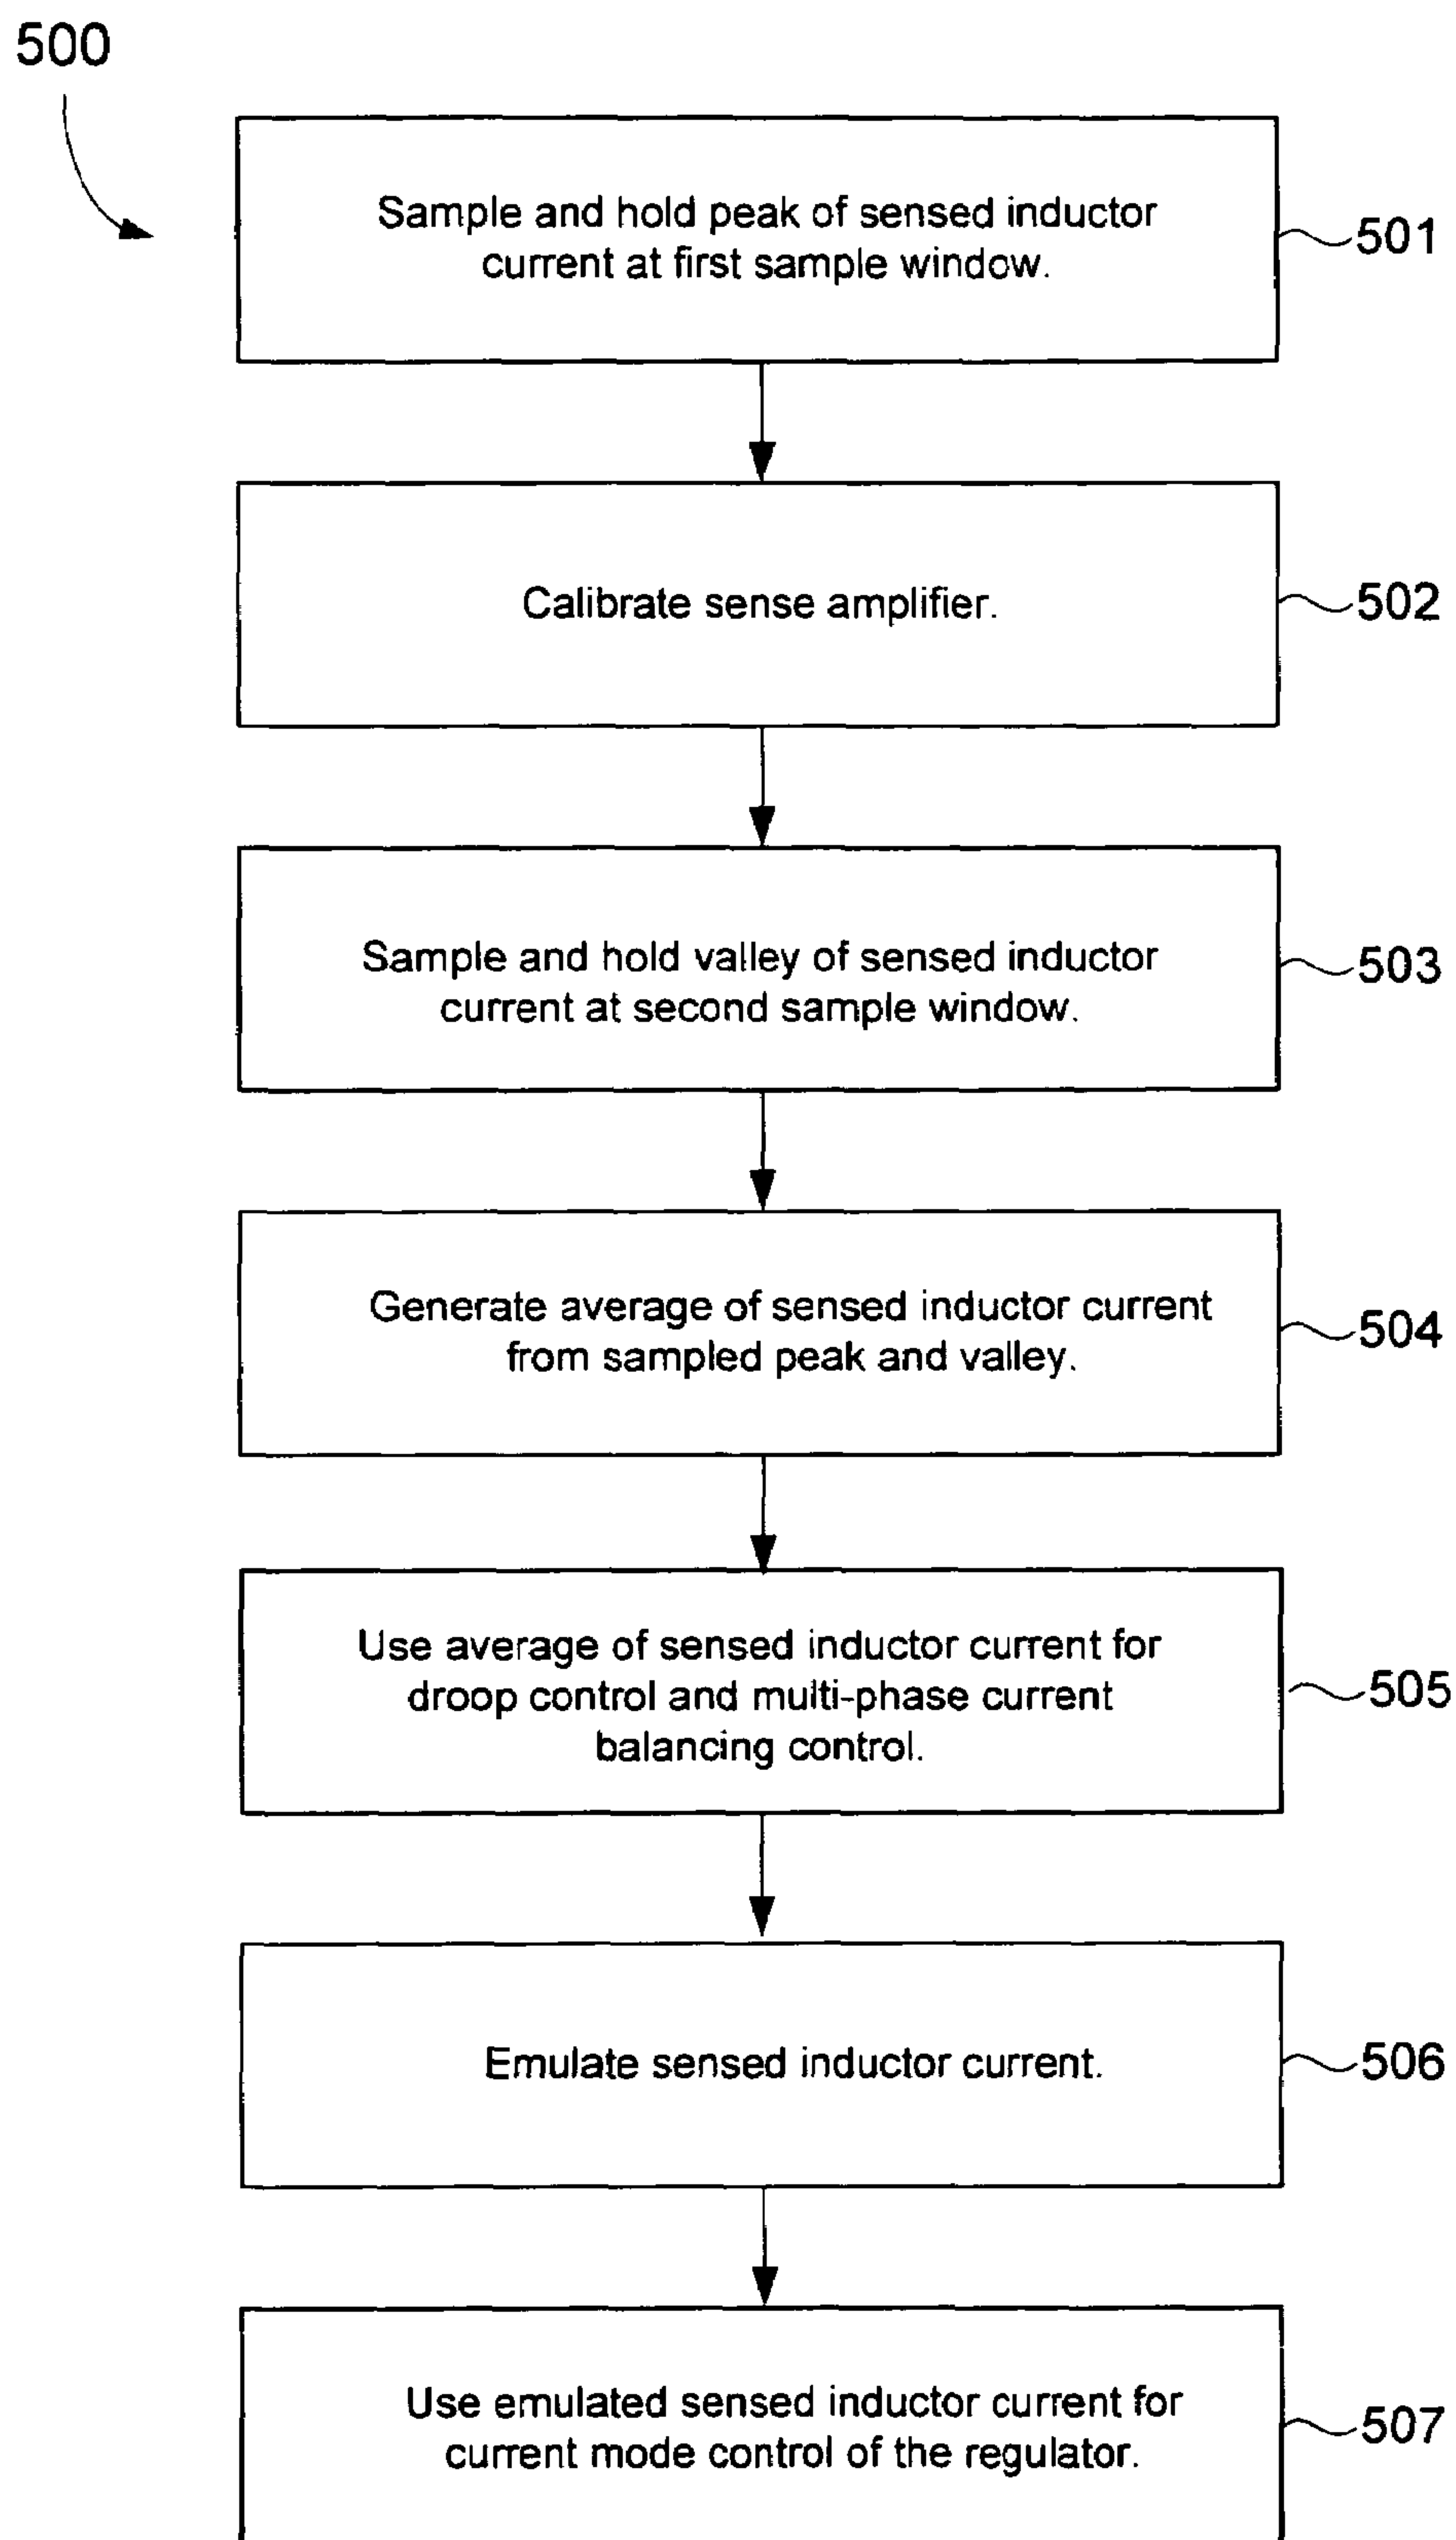 500
Sample and hold peak of sensed inductor
current at first sample window.
501
Calibrate sense amplifier.
502
Sample and hold valley of sensed inductor
current at second sample window.
503
Generate average of sensed inductor current
from sampled peak and valley.
504
Use average of sensed inductor current for
droop control and multi-phase current
balancing control.
505
Emulate sensed inductor current.
506
Use emulated sensed inductor current for
current mode control of the regulator.
507